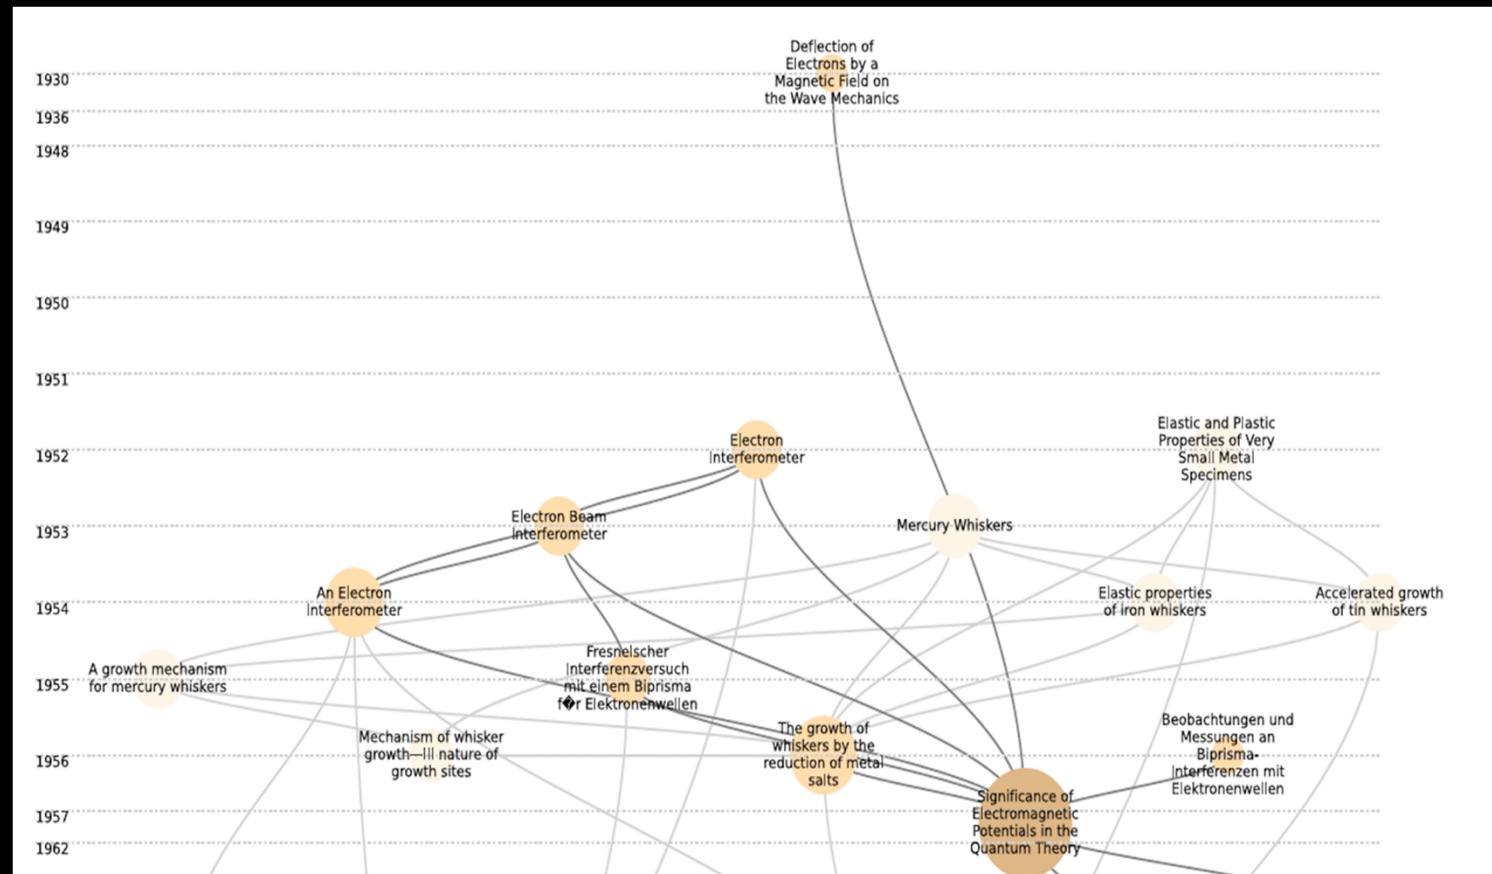 Deflection of
Electrons by a
Magnetic Field on
the Wave Mechanics
1930
1936
1948
1949
1950
1951
1952
Electron
Interferometer
Elastic and Plastic
Properties of Very
Small Metal
Specimens
1953
Electron Beam
Interferometer
Mercury Whiskers
1954
An Electron
Interferometer
Elastic properties
of iron whiskers
Accelerated growth
of tin whiskers
1955
A growth mechanism
for mercury whiskers
Fresnelscher
Interferenzversuch
mit einem Biprisma
f�r Elektronenwellen
1956
Mechanism of whisker
growth—III nature of
growth sites
The growth of
whiskers by the
reduction of metal
salts
Beobachtungen und
Messungen an
Biprisma-
Interferenzen mit
Elektronenwellen
1957
1962
Significance of
Electromagnetic
Potentials in the
Quantum Theory